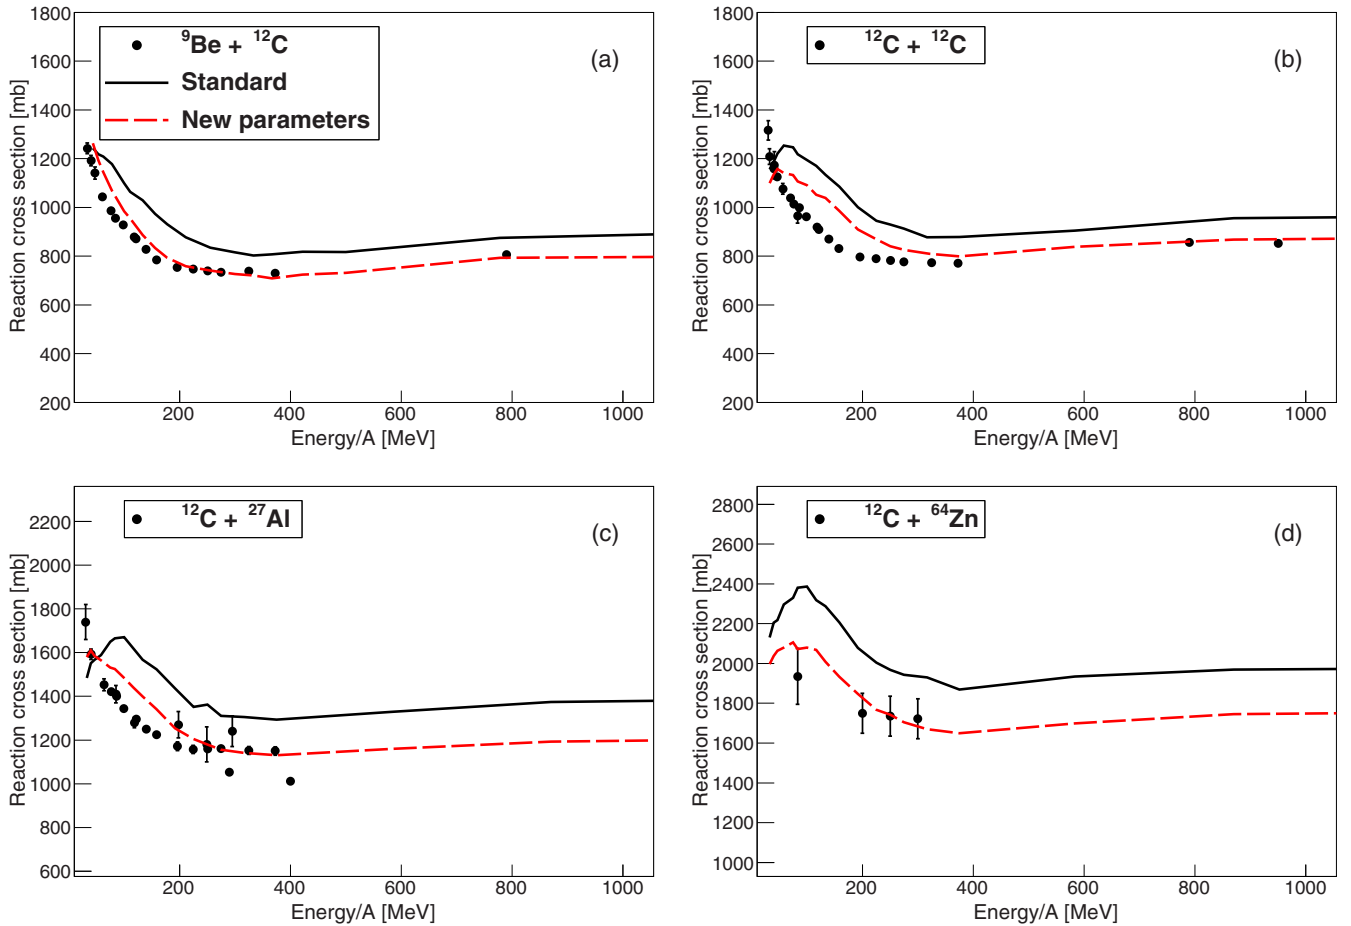 1800
1600
1400
1200
1000
800
600
400
200
Reaction cross section [mb]
⁹Be + ¹²C
Standard
New parameters
(a)
200 400 600 800 1000
Energy/A [MeV]
1800
1600
1400
1200
1000
800
600
400
200
Reaction cross section [mb]
¹²C + ¹²C
(b)
200 400 600 800 1000
Energy/A [MeV]
2200
2000
1800
1600
1400
1200
1000
800
600
Reaction cross section [mb]
¹²C + ²⁷Al
(c)
200 400 600 800 1000
Energy/A [MeV]
2800
2600
2400
2200
2000
1800
1600
1400
1200
1000
Reaction cross section [mb]
¹²C + ⁶⁴Zn
(d)
200 400 600 800 1000
Energy/A [MeV]